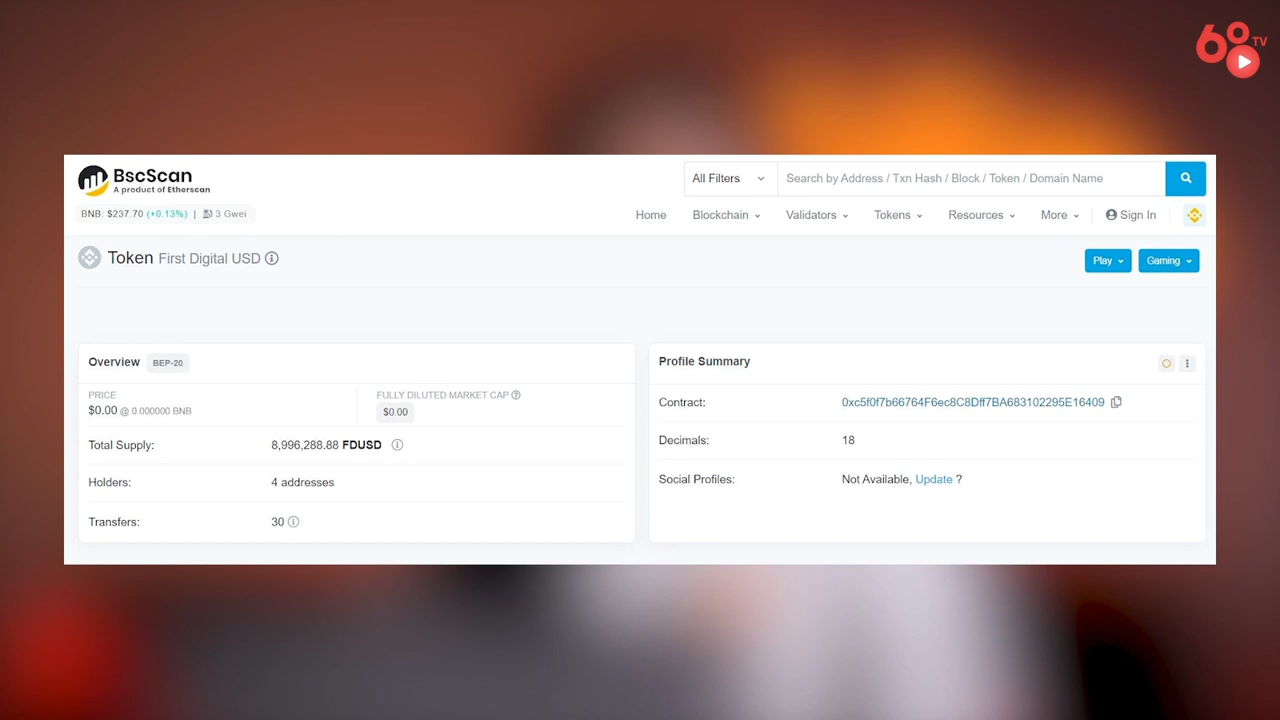 68 TV
BscScan
A product of Etherscan
All Filters
Search by Address / Txn Hash / Block / Token / Domain Name
BNB: $237.70 (+0.13%) | 3 Gwei
Home Blockchain Validators Tokens Resources More Sign In
Token First Digital USD
Play Gaming
Overview BEP-20
PRICE
$0.00 @ 0.000000 BNB
FULLY DILUTED MARKET CAP
$0.00
Total Supply: 8,996,288.88 FDUSD
Holders: 4 addresses
Transfers: 30
Profile Summary
Contract: 0xc5f0f7b66764F6ec8C8Dff7BA683102295E16409
Decimals: 18
Social Profiles: Not Available, Update ?